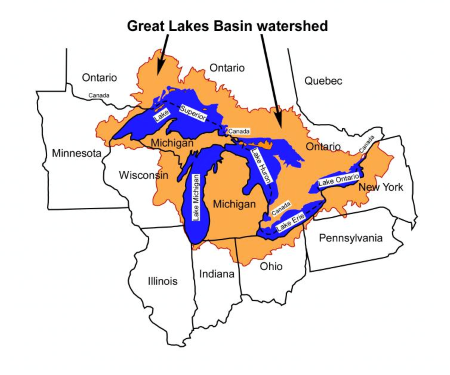 Great Lakes Basin watershed
Ontario
Ontario
Canada
Quebec
Lake
Superior
Canada
Minnesota
Michigan
Ontario
Canada
Lake Huron
Wisconsin
Lake Michigan
Michigan
Lake Ontario
New York
Canada
Lake Erie
Pennsylvania
Illinois
Indiana
Ohio